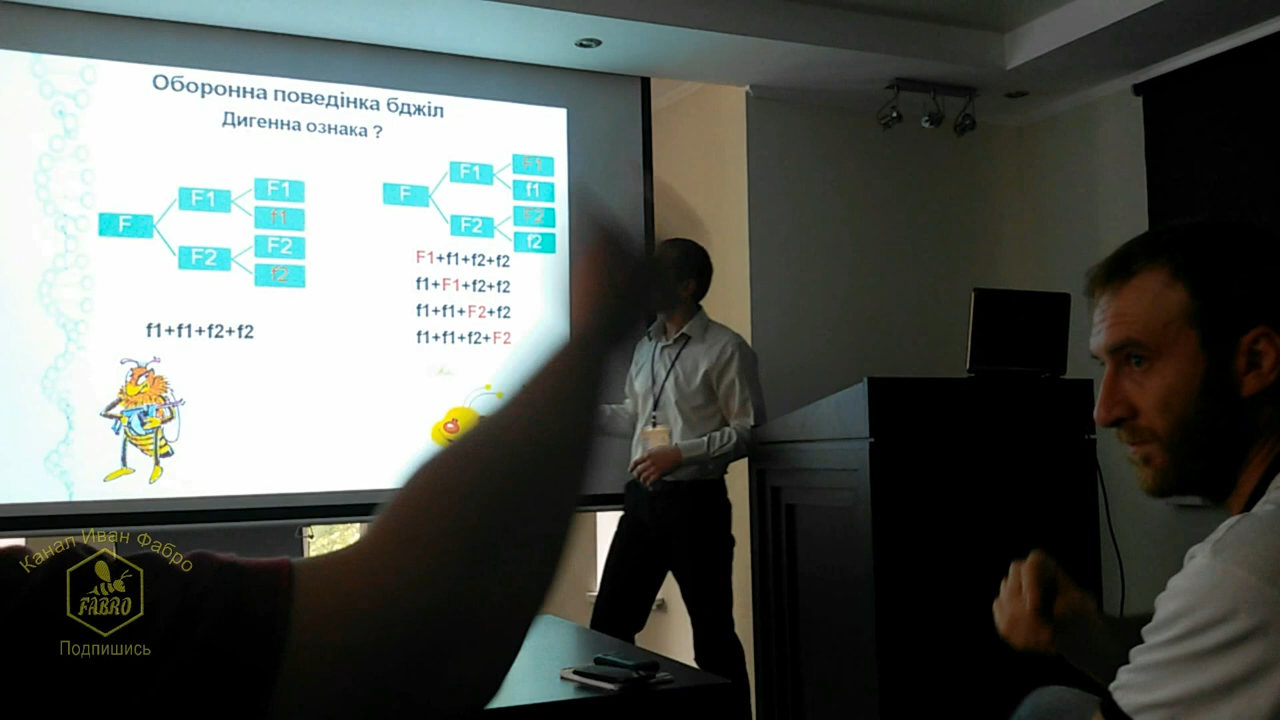 Оборонна поведінка бджіл
Дигенна ознака ?
F
F1
F2
F1
f1
F2
f2
f1+f1+f2+f2
F
F1
F2
F1
f1
F2
f2
F1+f1+f2+f2
f1+F1+f2+f2
f1+f1+F2+f2
f1+f1+f2+F2
Канал Иван Фабро
FABRO
Подпишись